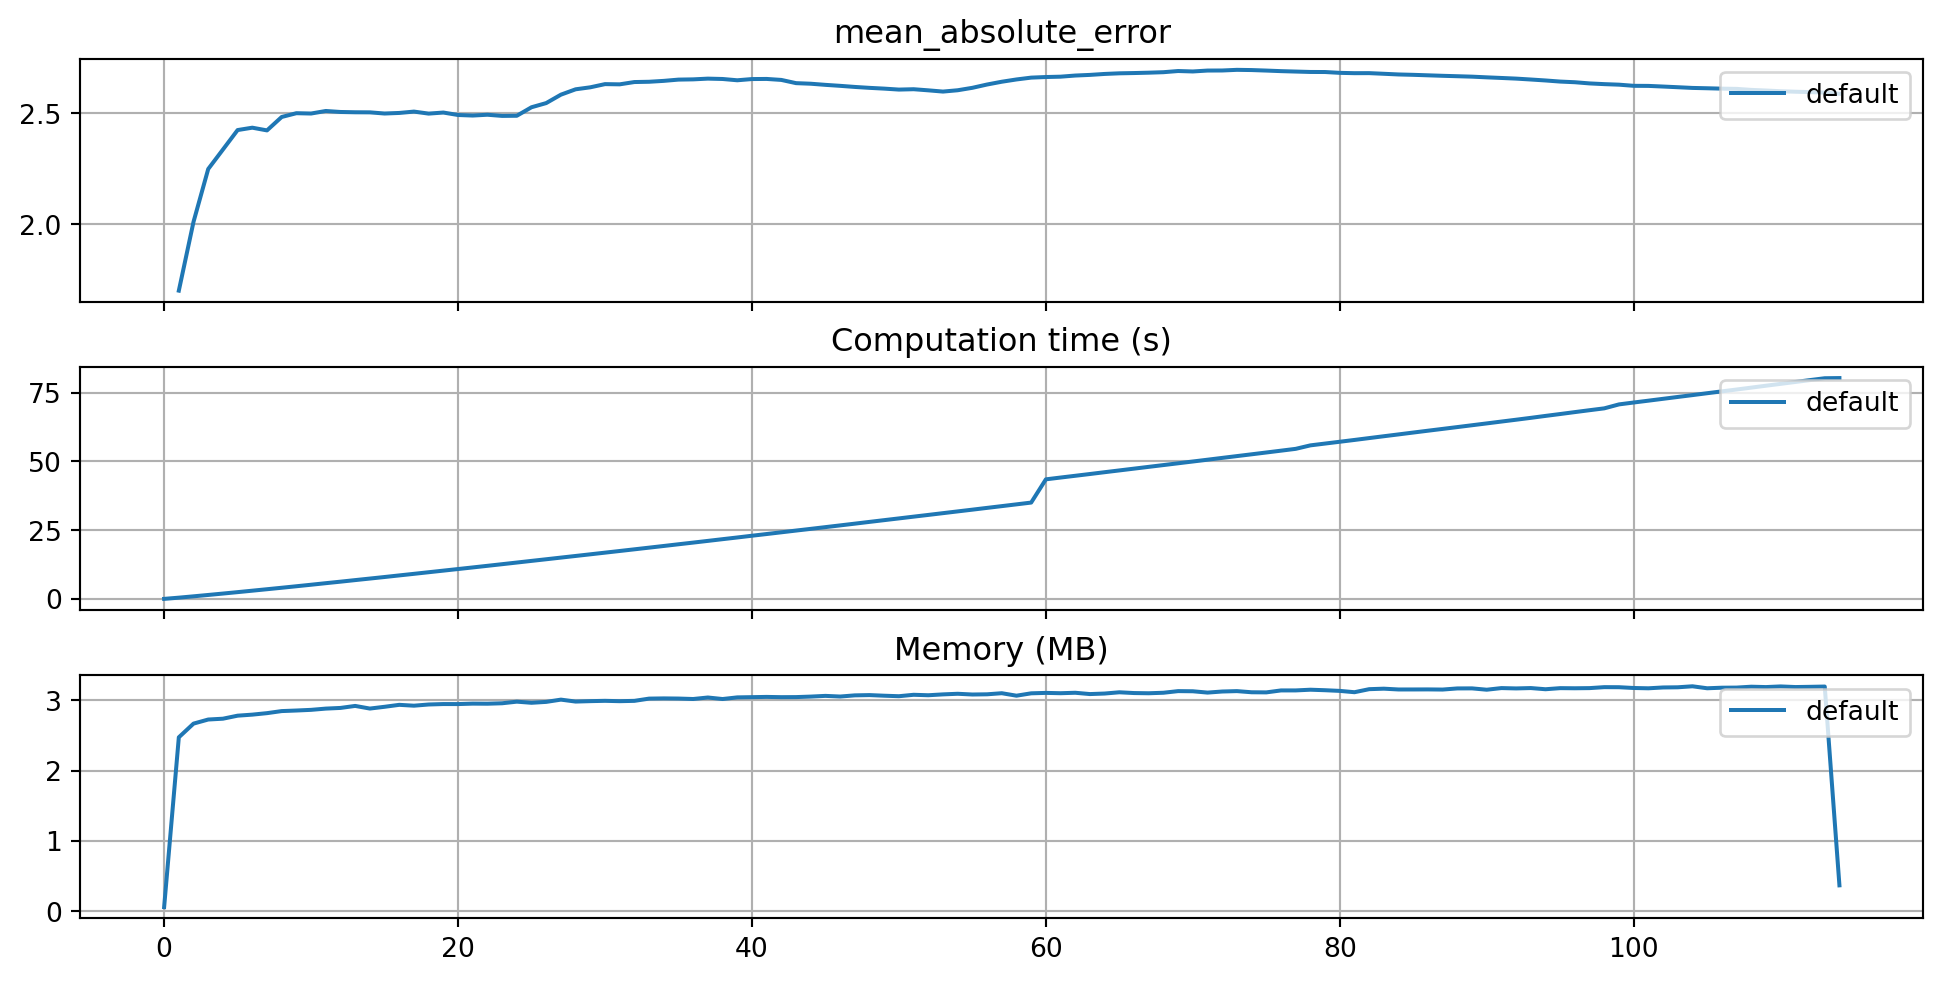 mean_absolute_error
2.5
2.0
default
Computation time (s)
75
50
25
0
default
Memory (MB)
3
2
1
0
default
0 20 40 60 80 100